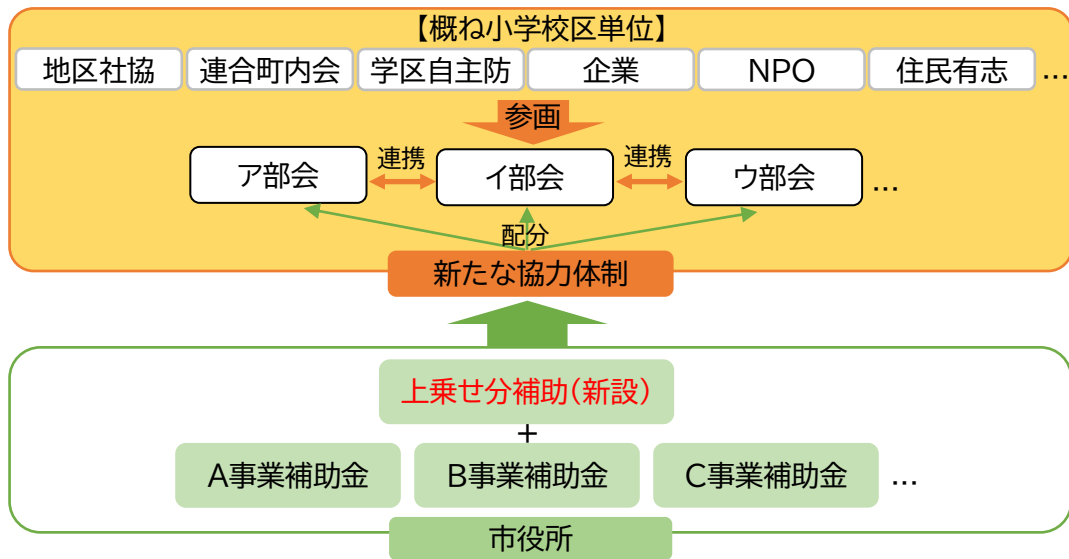 【概ね小学校区単位】
地区社協 連合町内会 学区自主防 企業 NPO 住民有志 …
参画
ア部会 連携 イ部会 連携 ウ部会 …
配分
新たな協力体制
上乗せ分補助(新設)
+
A事業補助金 B事業補助金 C事業補助金 …
市役所